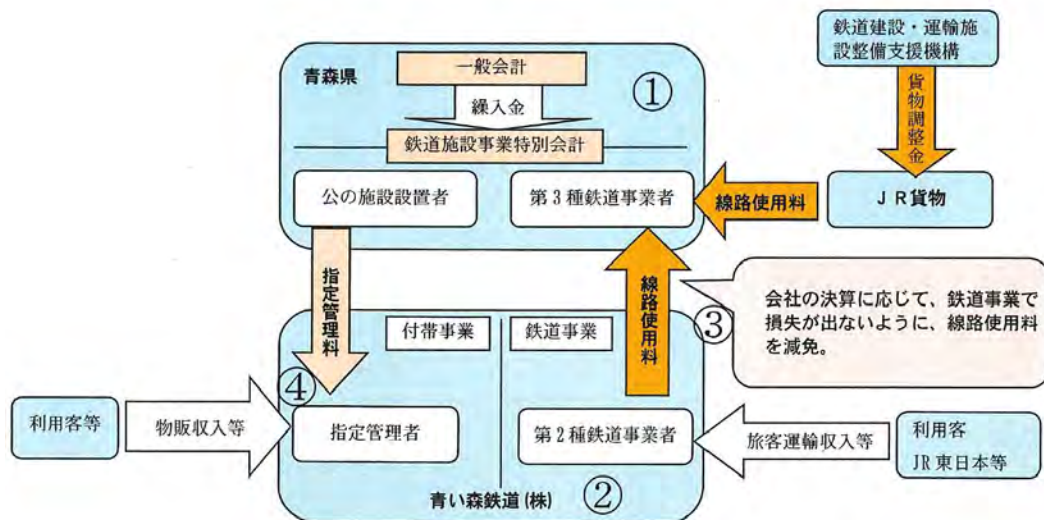 青森県
一般会計
繰入金
鉄道施設事業特別会計
①
公の施設設置者
第3種鉄道事業者
鉄道建設・運輸施
設整備支援機構
貨物調整金
JR貨物
線路使用料
指定管理料
線路使用料
③
会社の決算に応じて、鉄道事業で
損失が出ないように、線路使用料
を減免。
付帯事業
鉄道事業
④
利用客等
物販収入等
指定管理者
第2種鉄道事業者
旅客運輸収入等
利用客
JR東日本等
青い森鉄道(株)
②